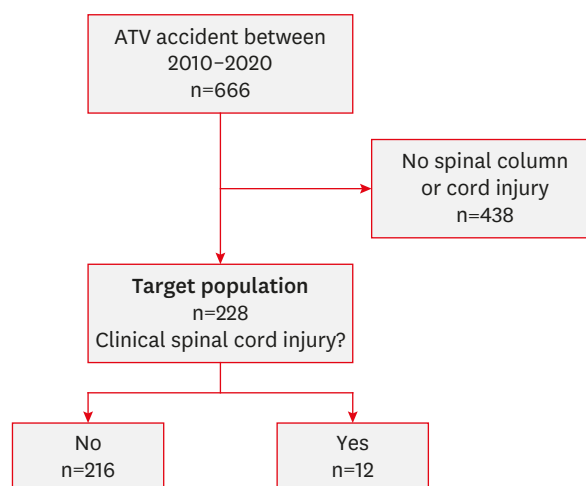 ATV accident between
2010–2020
n=666
No spinal column
or cord injury
n=438
Target population
n=228
Clinical spinal cord injury?
No
n=216
Yes
n=12